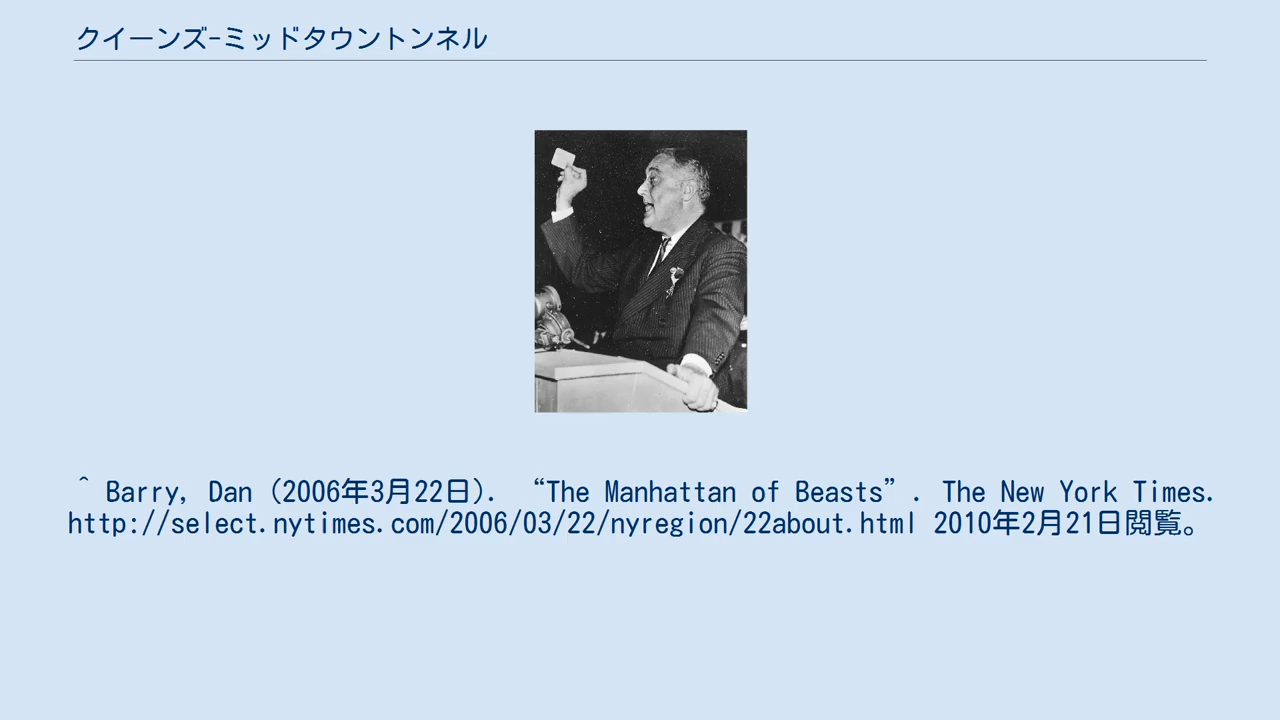 クイーンズ-ミッドタウントンネル
^ Barry, Dan (2006年3月22日). “The Manhattan of Beasts”. The New York Times.
http://select.nytimes.com/2006/03/22/nyregion/22about.html 2010年2月21日閲覧。